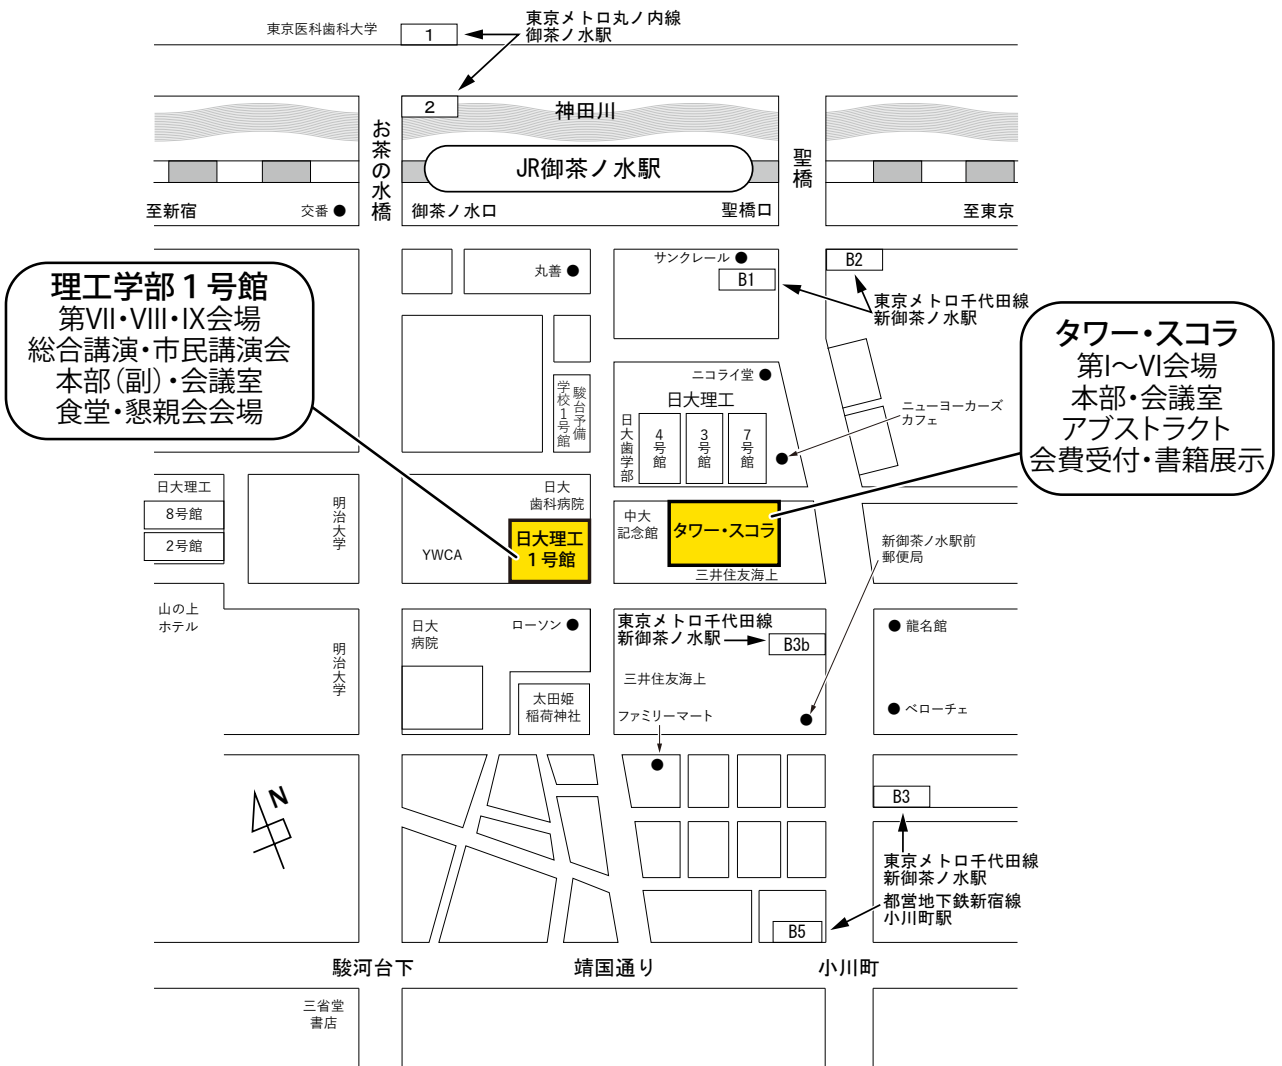 東京医科歯科大学
1
東京メトロ丸ノ内線
御茶ノ水駅
2
神田川
お茶の水橋
JR御茶ノ水駅
聖橋
至新宿
交番
御茶ノ水口
聖橋口
至東京
丸善
サンクレール
B1
B2
東京メトロ千代田線
新御茶ノ水駅
理工学部1号館
第VII・VIII・IX会場
総合講演・市民講演会
本部(副)・会議室
食堂・懇親会会場
タワー・スコラ
第I〜VI会場
本部・会議室
アブストラクト
会費受付・書籍展示
駿台予備
学校1号館
ニコライ堂
日大理工
日大歯学部
4号館
3号館
7号館
ニューヨーカーズ
カフェ
日大理工
8号館
2号館
明治大学
日大
歯科病院
YWCA
日大理工
1号館
中大
記念館
タワー・スコラ
三井住友海上
新御茶ノ水駅前
郵便局
山の上
ホテル
明治大学
日大
病院
ローソン
太田姫
稲荷神社
東京メトロ千代田線
新御茶ノ水駅
B3b
三井住友海上
ファミリーマート
龍名館
ベローチェ
N
B3
東京メトロ千代田線
新御茶ノ水駅
都営地下鉄新宿線
小川町駅
B5
駿河台下
靖国通り
小川町
三省堂
書店